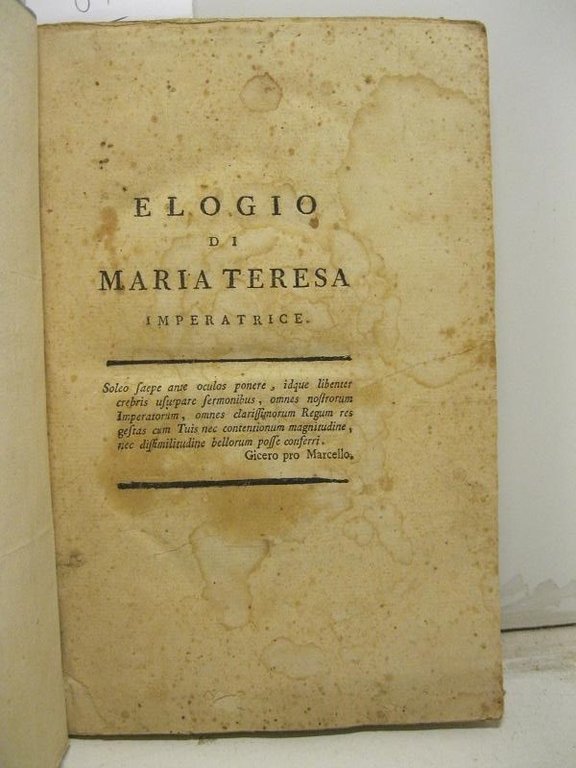 ELOGIO
DI
MARIA TERESA
IMPERATRICE.
Soleo ſaepe ante oculos ponere, idque libenter
crebris uſurpare ſermonibus, omnes noſtrorum
Imperatorum, omnes clariſſimorum Regum res
geſtas cum Tuis nec contentionum magnitudine,
nec diſſimilitudine bellorum poſſe conferri.
Gicero pro Marcello.